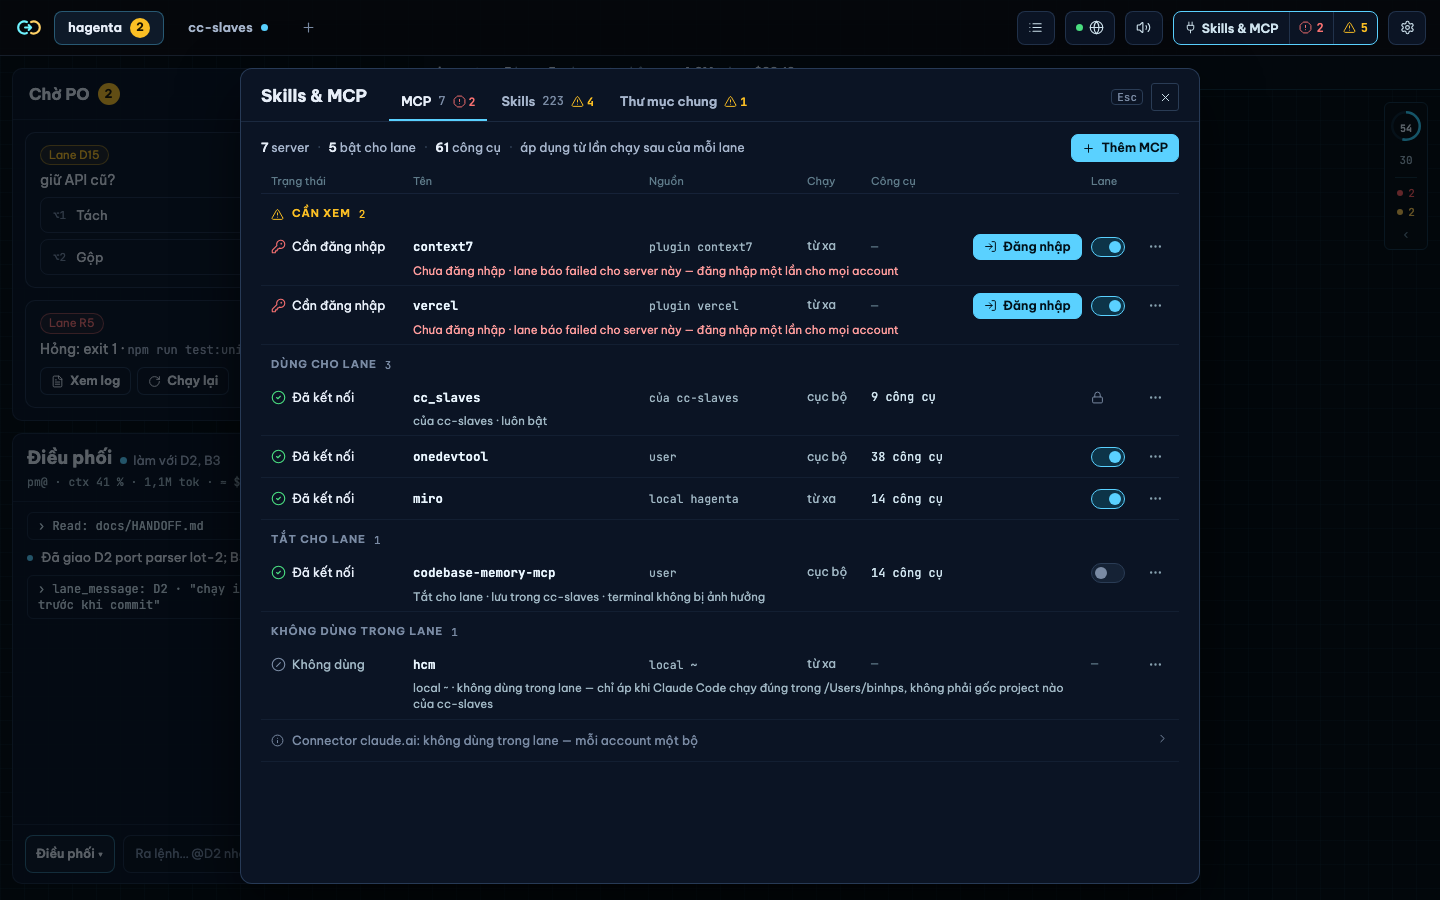 hagenta 2
cc-slaves
+
Skills & MCP 2 5
Chờ PO 2
Lane D15
giữ API cũ?
⌥1 Tách
⌥2 Gộp
Lane R5
Hỏng: exit 1 · npm run test:uni
Xem log
Chạy lại
Điều phối • làm với D2, B3
pm@ · ctx 41 % · 1,1M tok · ≈ $
› Read: docs/HANDOFF.md
Đã giao D2 port parser lot-2; B
› lane_message: D2 · "chạy i
trước khi commit"
Điều phối ▾
Ra lệnh... @D2 nh
Skills & MCP
MCP 7 2
Skills 223 4
Thư mục chung 1
Esc
7 server · 5 bật cho lane · 61 công cụ · áp dụng từ lần chạy sau của mỗi lane
+ Thêm MCP
Trạng thái Tên Nguồn Chạy Công cụ Lane
CẦN XEM 2
Cần đăng nhập context7 plugin context7 từ xa — Đăng nhập ···
Chưa đăng nhập · lane báo failed cho server này — đăng nhập một lần cho mọi account
Cần đăng nhập vercel plugin vercel từ xa — Đăng nhập ···
Chưa đăng nhập · lane báo failed cho server này — đăng nhập một lần cho mọi account
DÙNG CHO LANE 3
Đã kết nối cc_slaves của cc-slaves cục bộ 9 công cụ ···
của cc-slaves · luôn bật
Đã kết nối onedevtool user cục bộ 38 công cụ ···
Đã kết nối miro local hagenta từ xa 14 công cụ ···
TẮT CHO LANE 1
Đã kết nối codebase-memory-mcp user cục bộ 14 công cụ ···
Tắt cho lane · lưu trong cc-slaves · terminal không bị ảnh hưởng
KHÔNG DÙNG TRONG LANE 1
Không dùng hcm local ~ từ xa — — ···
local ~ · không dùng trong lane — chỉ áp khi Claude Code chạy đúng trong /Users/binhps, không phải gốc project nào
của cc-slaves
Connector claude.ai: không dùng trong lane — mỗi account một bộ
54
30
2
2